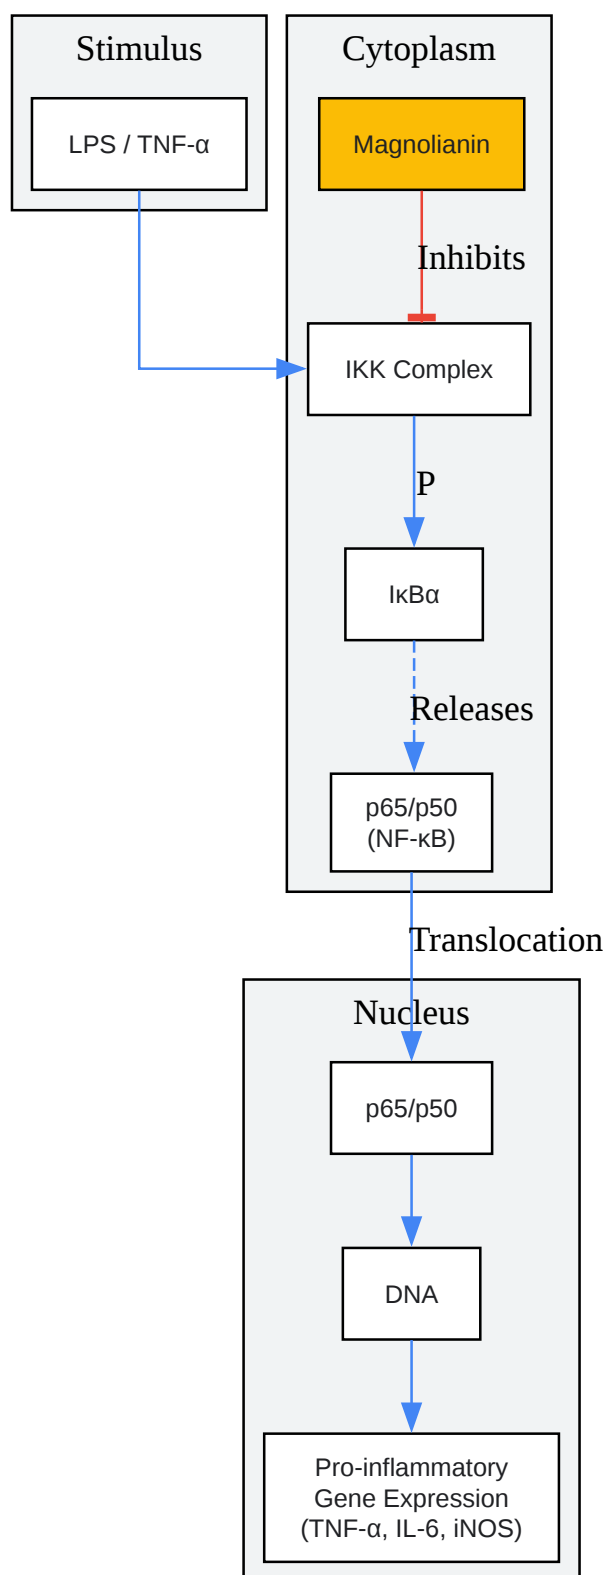 Stimulus
Cytoplasm
LPS / TNF-α
Magnolianin
Inhibits
IKK Complex
P
IκBα
Releases
p65/p50
(NF-κB)
Translocation
Nucleus
p65/p50
DNA
Pro-inflammatory
Gene Expression
(TNF-α, IL-6, iNOS)